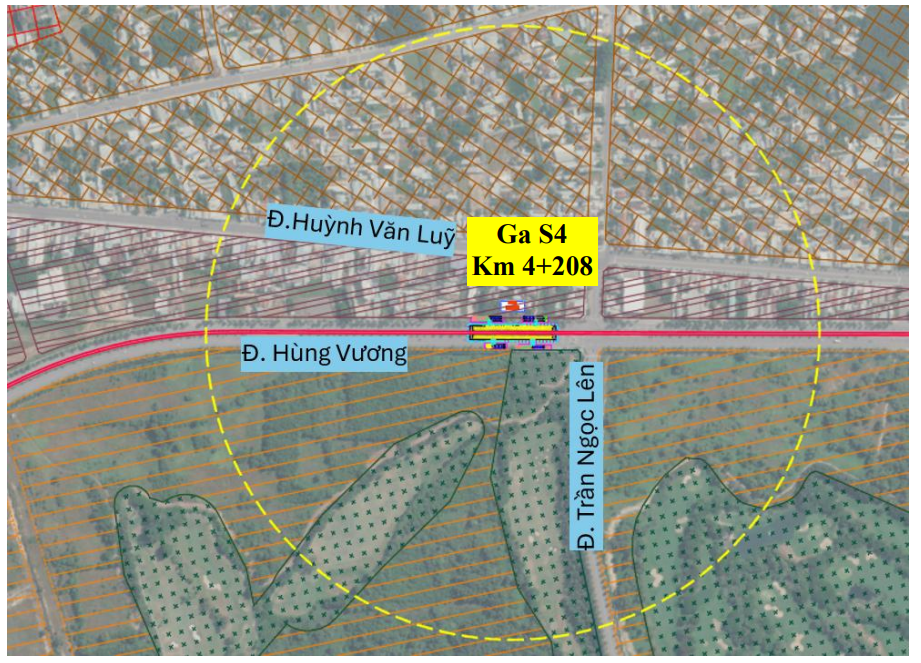 Đ.Huỳnh Văn Luỹ
Ga S4
Km 4+208
Đ. Hùng Vương
Đ. Trần Ngọc Lên